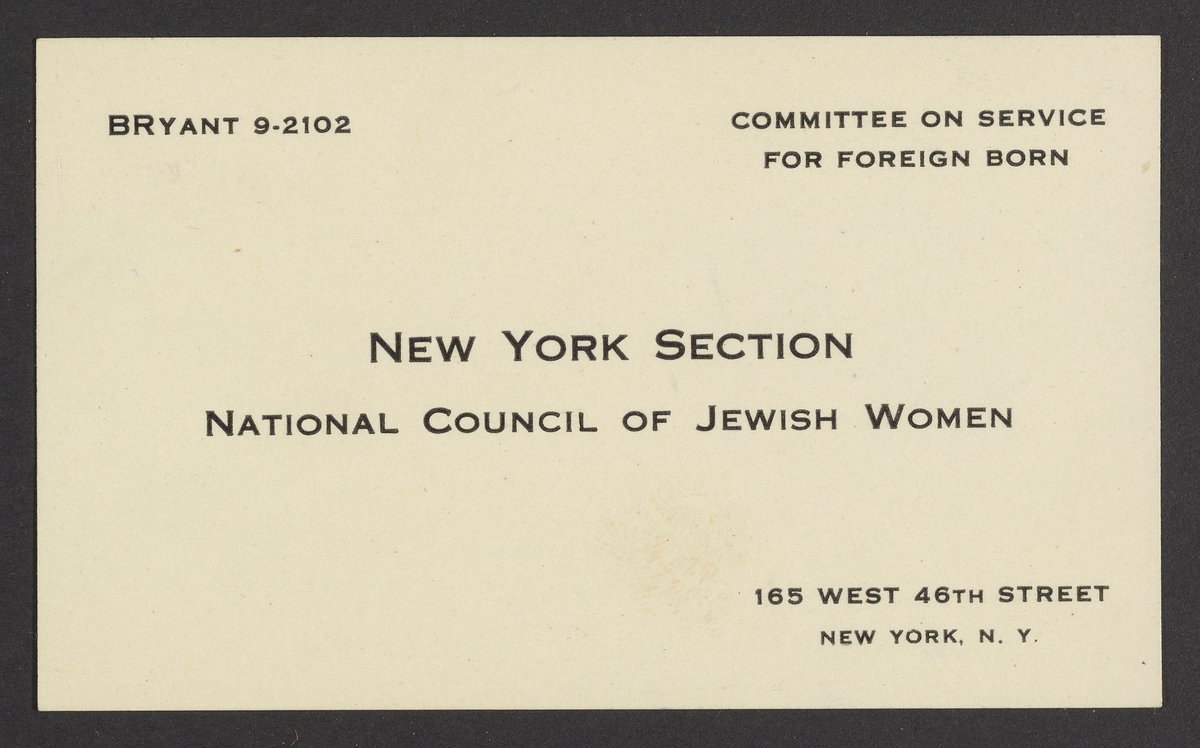 BRYANT 9-2102
COMMITTEE ON SERVICE
FOR FOREIGN BORN
NEW YORK SECTION
NATIONAL COUNCIL OF JEWISH WOMEN
165 WEST 46TH STREET
NEW YORK, N. Y.